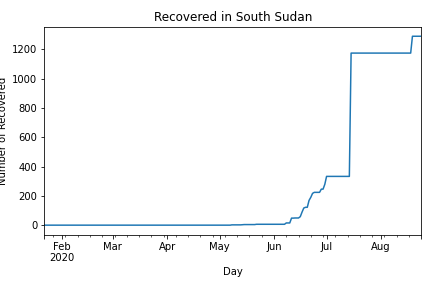 Recovered in South Sudan
Number of Recovered
1200
1000
800
600
400
200
0
Feb
2020
Mar
Apr
May
Jun
Jul
Aug
Day